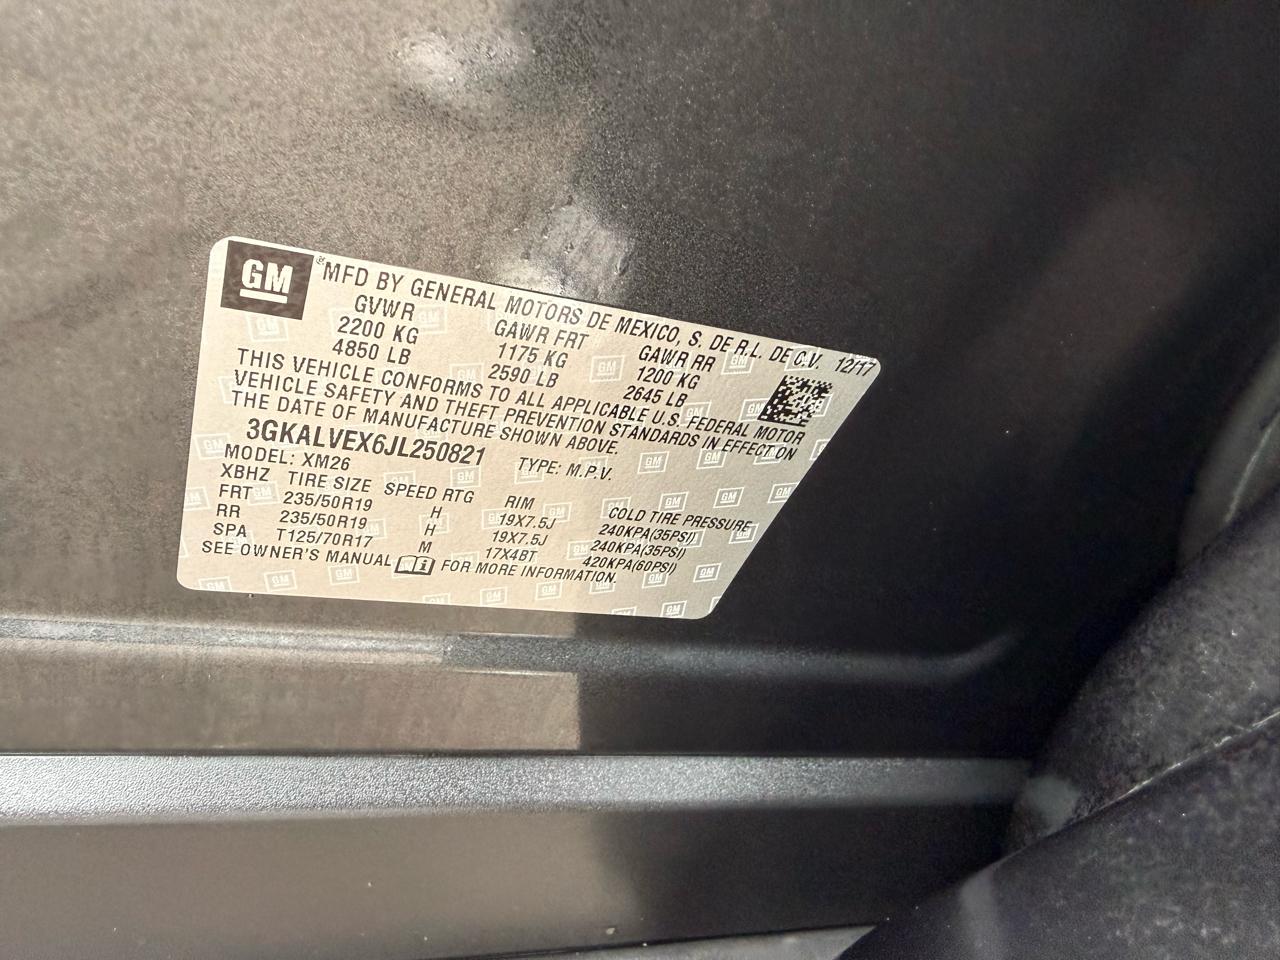 GM
® MFD BY GENERAL MOTORS DE MEXICO, S. DE R.L. DE C.V. 12/17
GVWR GAWR FRT GAWR RR
2200 KG 1175 KG 1200 KG
4850 LB 2590 LB 2645 LB
THIS VEHICLE CONFORMS TO ALL APPLICABLE U.S. FEDERAL MOTOR
VEHICLE SAFETY AND THEFT PREVENTION STANDARDS IN EFFECT ON
THE DATE OF MANUFACTURE SHOWN ABOVE.
3GKALVEX6JL250821 TYPE: M.P.V.
MODEL: XM26
XBHZ TIRE SIZE SPEED RTG RIM COLD TIRE PRESSURE
FRT 235/50R19 H 19X7.5J 240KPA(35PSI)
RR 235/50R19 H 19X7.5J 240KPA(35PSI)
SPA T125/70R17 M 17X4BT 420KPA(60PSI)
SEE OWNER'S MANUAL FOR MORE INFORMATION.